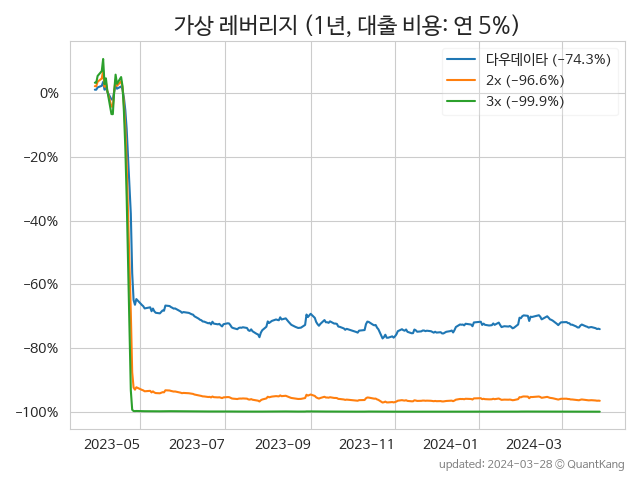 가상 레버리지 (1년, 대출 비용: 연 5%)
다우데이타 (−74.3%)
2x (−96.6%)
3x (−99.9%)
0%
−20%
−40%
−60%
−80%
−100%
2023-05 2023-07 2023-09 2023-11 2024-01 2024-03
updated: 2024-03-28 © QuantKang